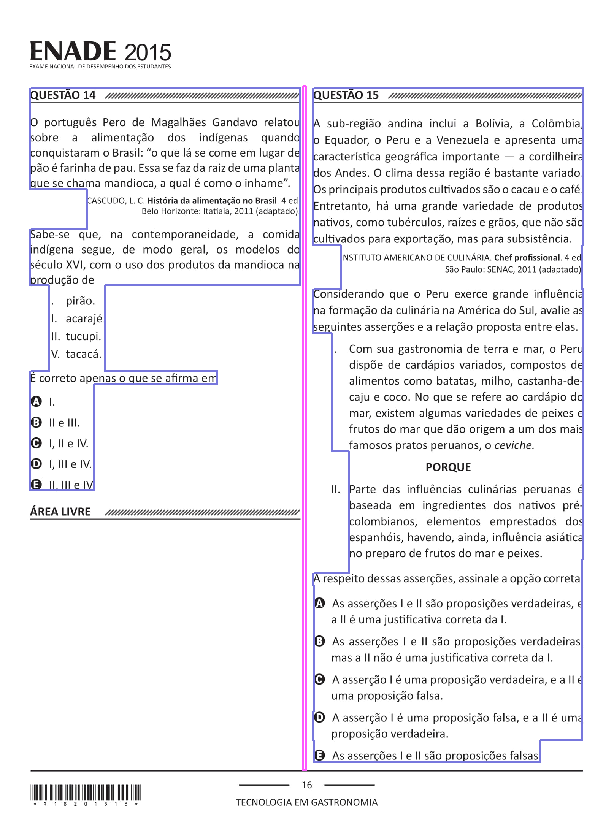 ENADE 2015
EXAME NACIONAL DE DESEMPENHO DOS ESTUDANTES
QUESTÃO 14
O português Pero de Magalhães Gandavo relatou
sobre a alimentação dos indígenas quando
conquistaram o Brasil: “o que lá se come em lugar de
pão é farinha de pau. Essa se faz da raiz de uma planta
que se chama mandioca, a qual é como o inhame”.
CASCUDO, L. C. História da alimentação no Brasil. 4 ed.
Belo Horizonte: Itatiaia, 2011 (adaptado).
Sabe-se que, na contemporaneidade, a comida
indígena segue, de modo geral, os modelos do
século XVI, com o uso dos produtos da mandioca na
produção de
I. pirão.
II. acarajé
III. tucupi.
IV. tacacá.
É correto apenas o que se afirma em
A I.
B II e III.
C I, II e IV.
D I, III e IV.
E II, III e IV
ÁREA LIVRE
QUESTÃO 15
A sub-região andina inclui a Bolívia, a Colômbia,
o Equador, o Peru e a Venezuela e apresenta uma
característica geográfica importante — a cordilheira
dos Andes. O clima dessa região é bastante variado.
Os principais produtos cultivados são o cacau e o café.
Entretanto, há uma grande variedade de produtos
nativos, como tubérculos, raízes e grãos, que não são
cultivados para exportação, mas para subsistência.
INSTITUTO AMERICANO DE CULINÁRIA. Chef profissional. 4 ed.
São Paulo: SENAC, 2011 (adaptado).
Considerando que o Peru exerce grande influência
na formação da culinária na América do Sul, avalie as
seguintes asserções e a relação proposta entre elas.
I. Com sua gastronomia de terra e mar, o Peru
dispõe de cardápios variados, compostos de
alimentos como batatas, milho, castanha-de-
caju e coco. No que se refere ao cardápio do
mar, existem algumas variedades de peixes e
frutos do mar que dão origem a um dos mais
famosos pratos peruanos, o ceviche.
PORQUE
II. Parte das influências culinárias peruanas é
baseada em ingredientes dos nativos pré-
colombianos, elementos emprestados dos
espanhóis, havendo, ainda, influência asiática
no preparo de frutos do mar e peixes.
A respeito dessas asserções, assinale a opção correta.
A As asserções I e II são proposições verdadeiras, e
a II é uma justificativa correta da I.
B As asserções I e II são proposições verdadeiras,
mas a II não é uma justificativa correta da I.
C A asserção I é uma proposição verdadeira, e a II é
uma proposição falsa.
D A asserção I é uma proposição falsa, e a II é uma
proposição verdadeira.
E As asserções I e II são proposições falsas.
16
TECNOLOGIA EM GASTRONOMIA